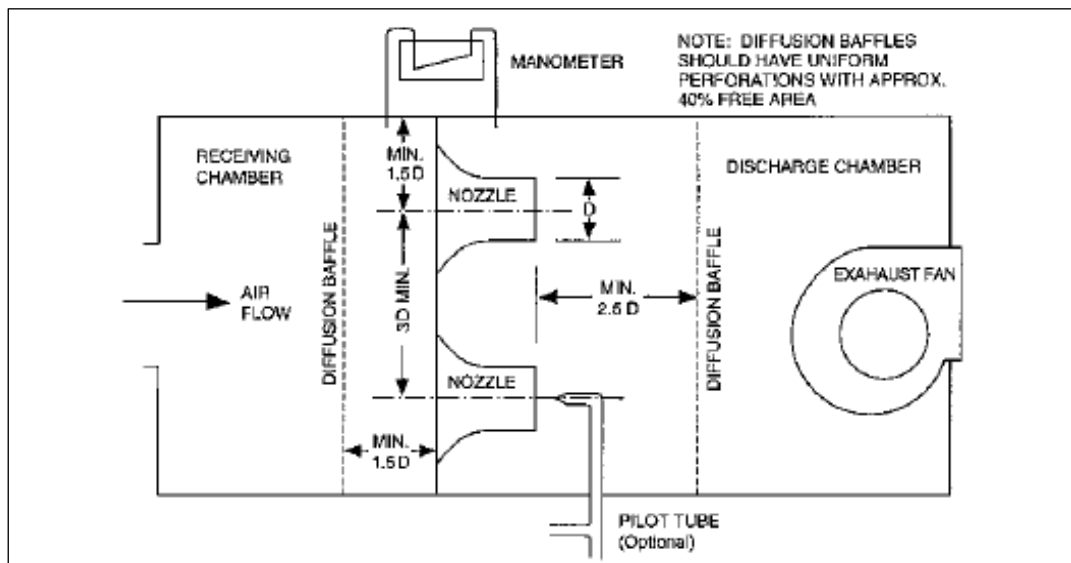 MANOMETER
NOTE: DIFFUSION BAFFLES
SHOULD HAVE UNIFORM
PERFORATIONS WITH APPROX.
40% FREE AREA
RECEIVING
CHAMBER
MIN.
1.5 D
NOZZLE
D
DISCHARGE CHAMBER
DIFFUSION BAFFLE
AIR
FLOW
3D MIN.
MIN.
2.5 D
DIFFUSION BAFFLE
EXAHAUST FAN
NOZZLE
MIN.
1.5 D
PILOT TUBE
(Optional)